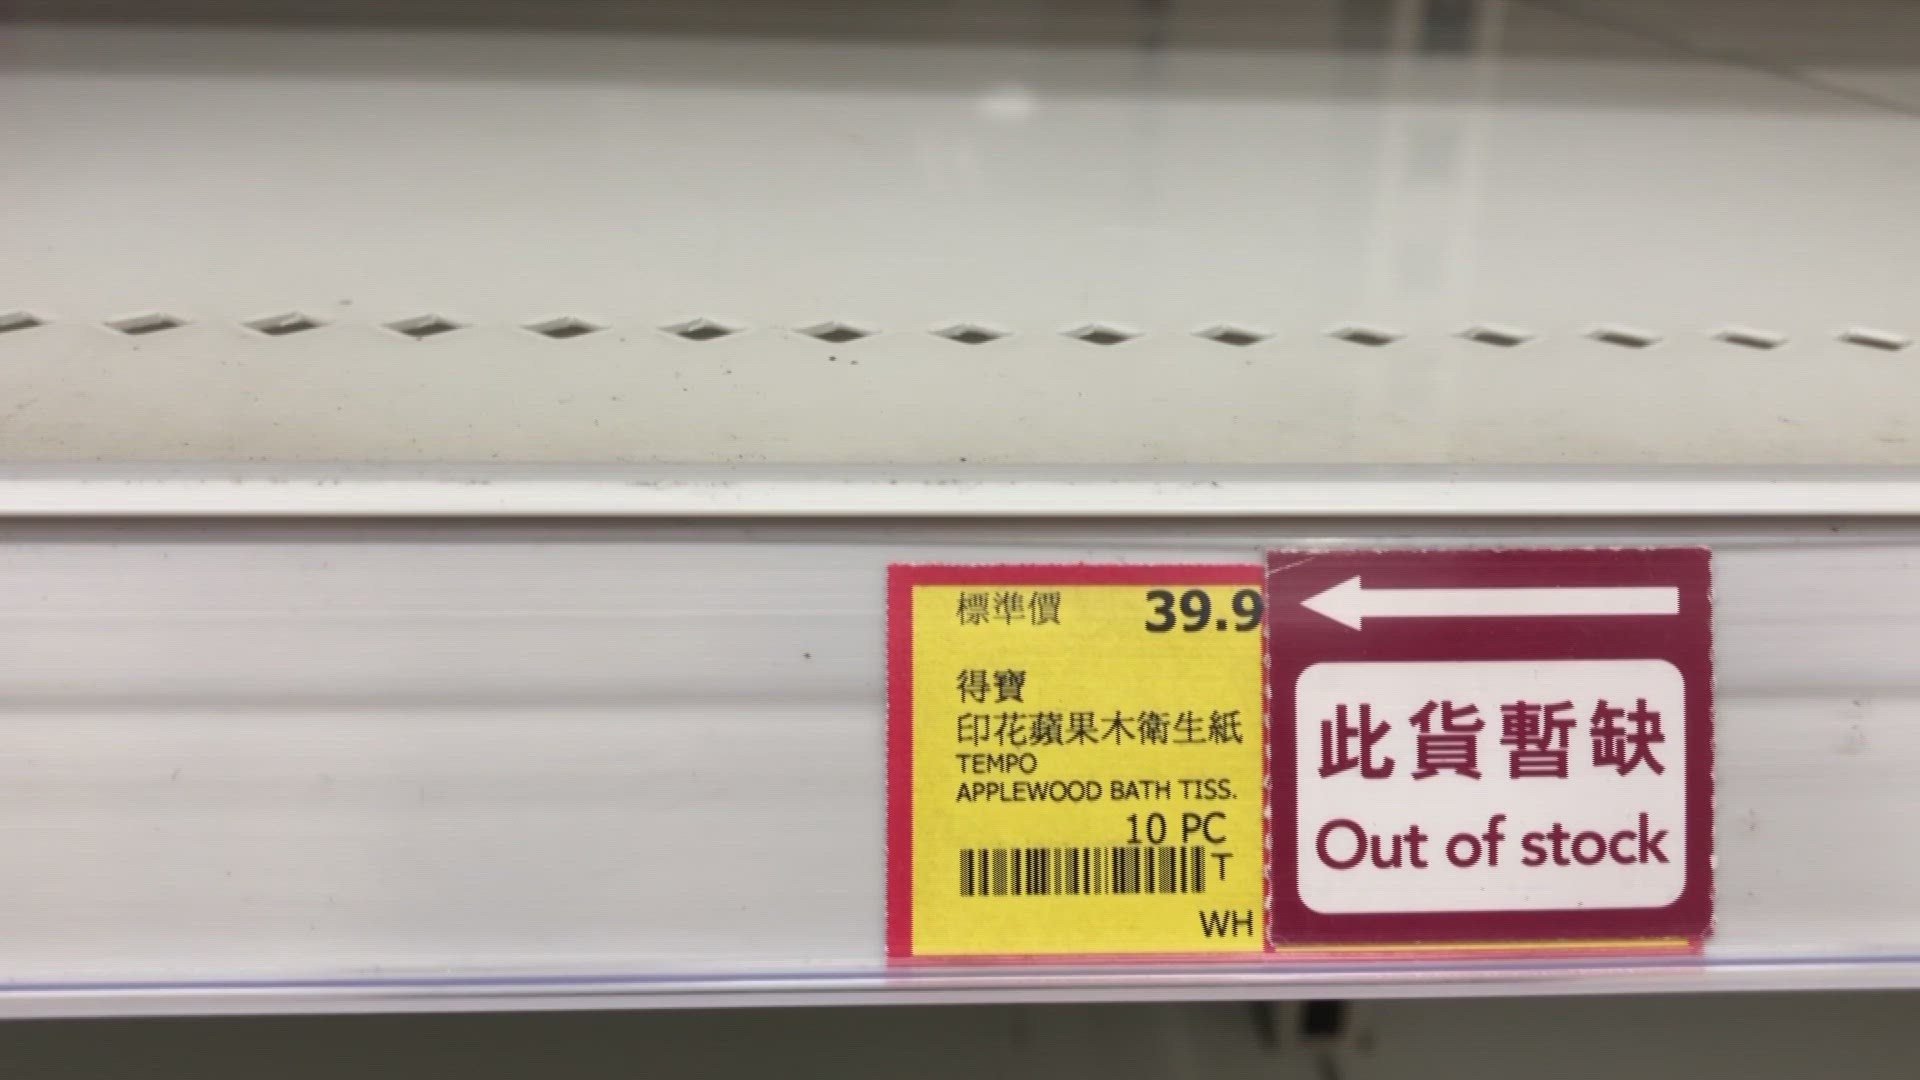 標準價 39.9
得寶
印花蘋果木衛生紙
TEMPO
APPLEWOOD BATH TISS.
10 PC
T
WH
此貨暫缺
Out of stock